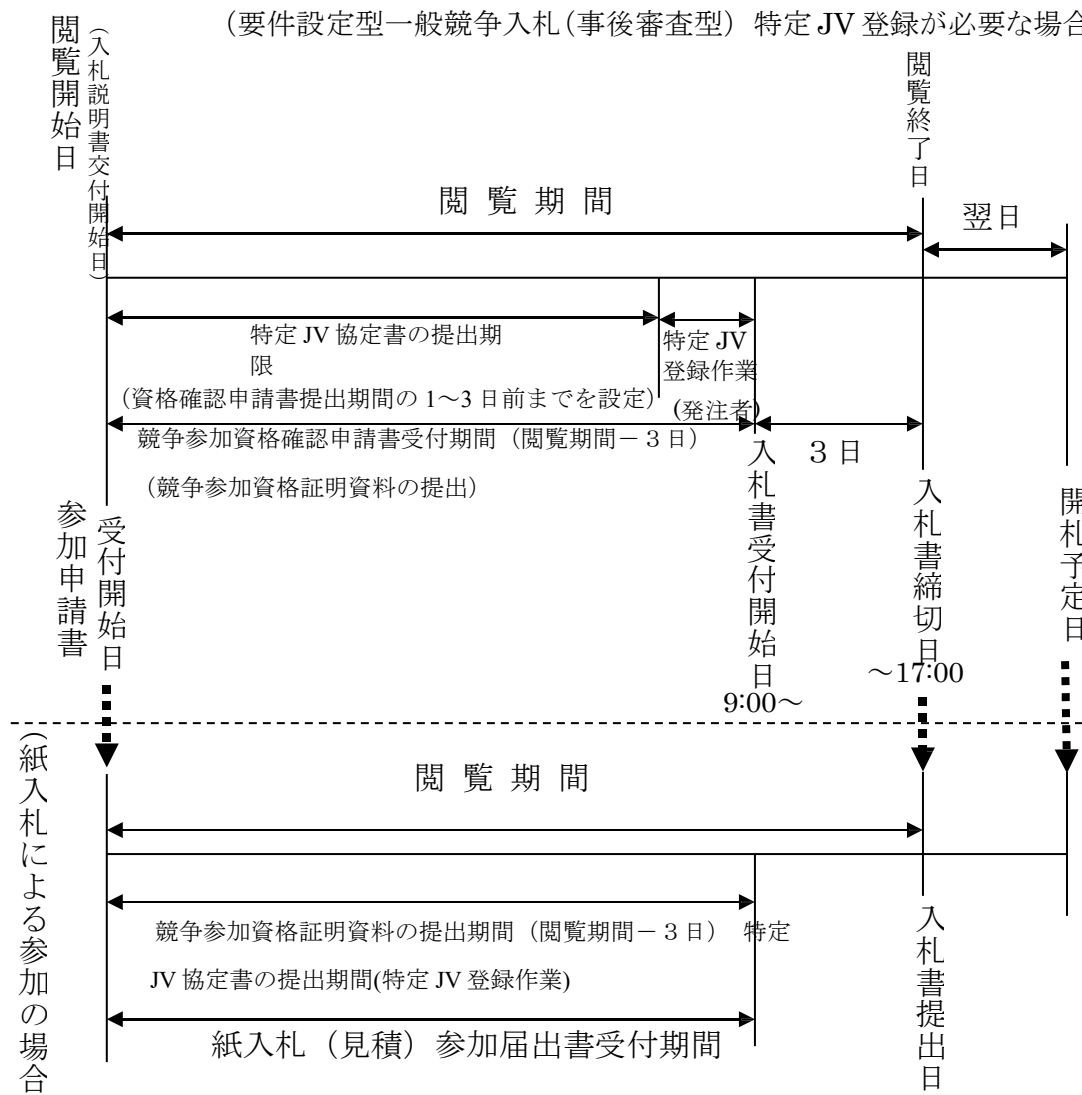 (要件設定型一般競争入札(事後審査型) 特定 JV 登録が必要な場合
閲覧開始日
(入札説明書交付開始日)
閲覧終了日
閲 覧 期 間
翌日
特定 JV 協定書の提出期
限
(資格確認申請書提出期間の 1～3 日前までを設定)
特定 JV
登録作業
(発注者)
競争参加資格確認申請書受付期間 (閲覧期間－3 日)
(競争参加資格証明資料の提出)
3 日
参加申請書
受付開始日
入札書受付開始日
9:00～
入札書締切日
～17:00
開札予定日
(紙入札による参加の場合
閲 覧 期 間
競争参加資格証明資料の提出期間 (閲覧期間－3 日) 特定
JV 協定書の提出期間(特定 JV 登録作業)
紙入札 (見積) 参加届出書受付期間
入札書提出日